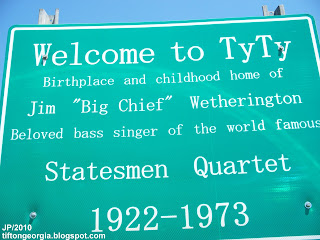 Welcome to TyTy
Birthplace and childhood home of
Jim "Big Chief" Wetherington
Beloved bass singer of the world famous
Statesmen Quartet
1922-1973
JP/2010
tiftongeorgia.blogspot.com